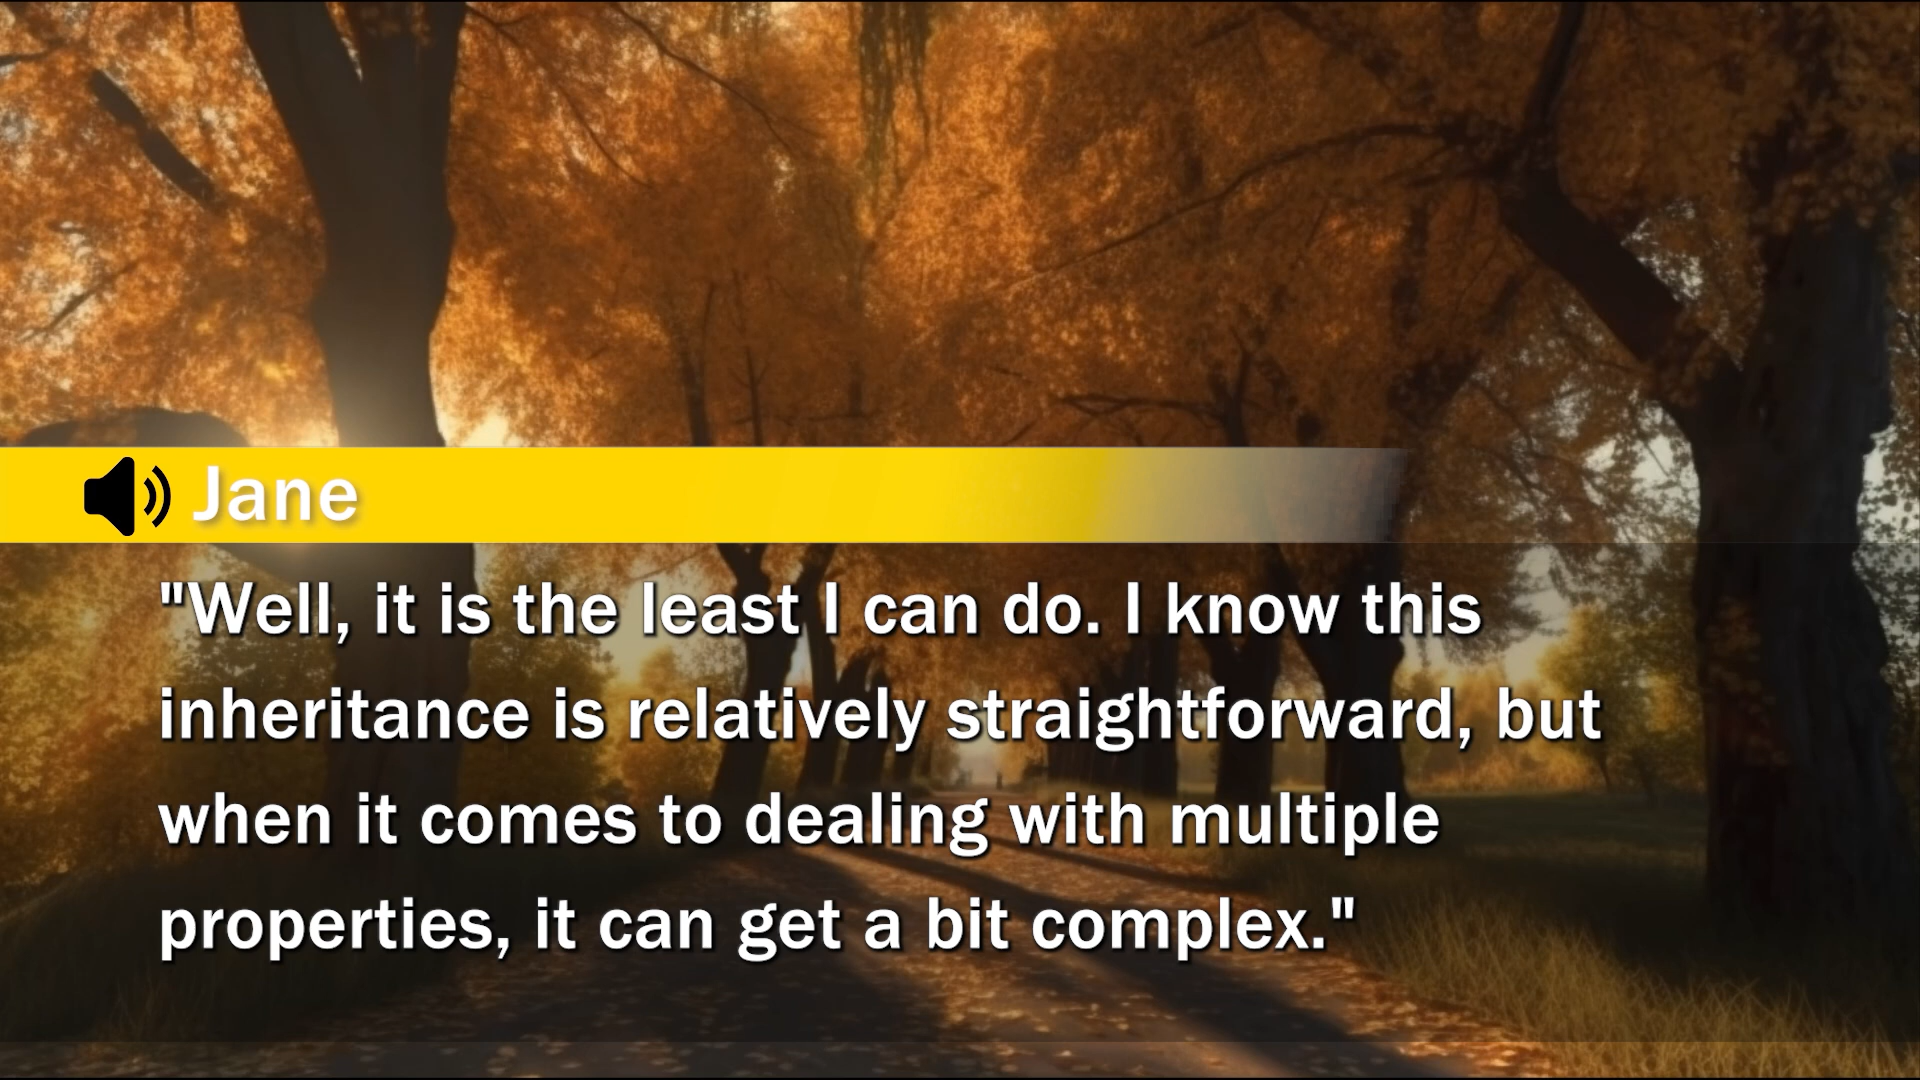 Jane
"Well, it is the least I can do. I know this
inheritance is relatively straightforward, but
when it comes to dealing with multiple
properties, it can get a bit complex."